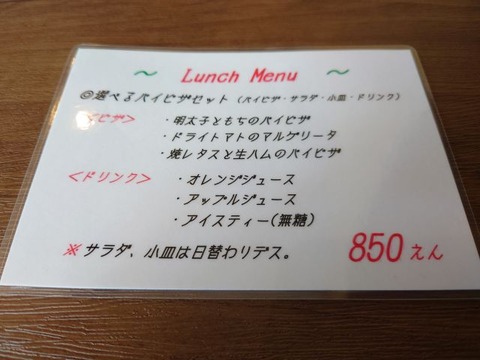 ～ Lunch Menu ～
◎選べるパイピザセット （パイピザ・サラダ・小皿・ドリンク）
＜ピザ＞ ・明太子ともちのパイピザ
・ドライトマトのマルゲリータ
・焼レタスと生ハムのパイピザ
＜ドリンク＞ ・オレンジジュース
・アップルジュース
・アイスティー(無糖)
※サラダ、小皿は日替わりデス。 850えん